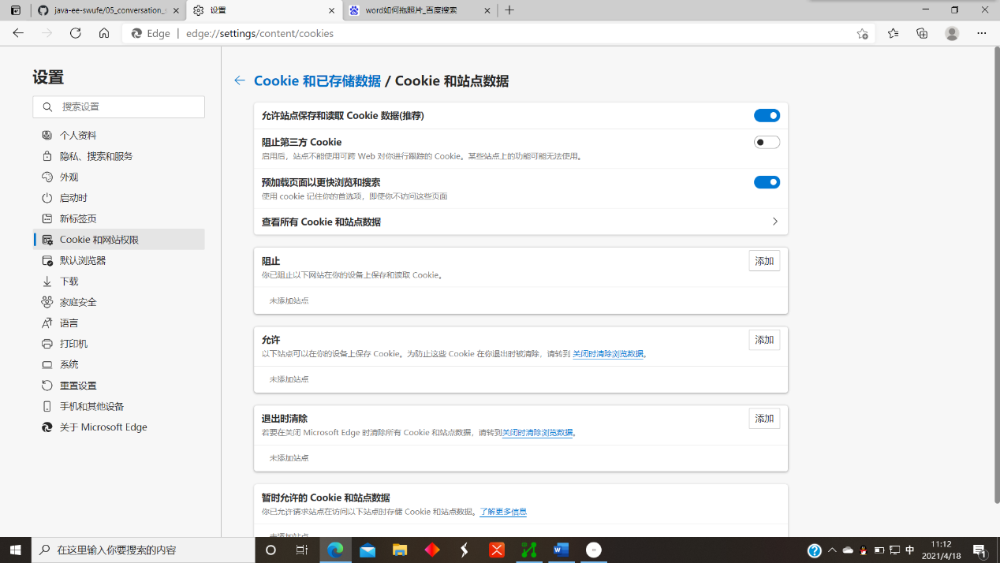 java-ee-swufe/05_conversation_s
设置
word如何拖照片_百度搜索
Edge | edge://settings/content/cookies
设置
搜索设置
个人资料
隐私、搜索和服务
外观
启动时
新标签页
Cookie 和网站权限
默认浏览器
下载
家庭安全
语言
打印机
系统
重置设置
手机和其他设备
关于 Microsoft Edge
Cookie 和已存储数据 / Cookie 和站点数据
允许站点保存和读取 Cookie 数据(推荐)
阻止第三方 Cookie
启用后，站点不能使用可跨 Web 对你进行跟踪的 Cookie。某些站点上的功能可能无法使用。
预加载页面以更快浏览和搜索
使用 cookie 记住你的首选项，即使你不访问这些页面
查看所有 Cookie 和站点数据
阻止
添加
你已阻止以下网站在你的设备上保存和读取 Cookie。
未添加站点
允许
添加
以下站点可以在你的设备上保存 Cookie。为防止这些 Cookie 在你退出时被清除，请转到 关闭时清除浏览数据。
未添加站点
退出时清除
添加
若要在关闭 Microsoft Edge 时清除所有 Cookie 和站点数据，请转到关闭时清除浏览数据。
未添加站点
暂时允许的 Cookie 和站点数据
你已允许请求站点在访问以下站点时存储 Cookie 和站点数据。了解更多信息
未添加站点
在这里输入你要搜索的内容
中
11:12
2021/4/18
1